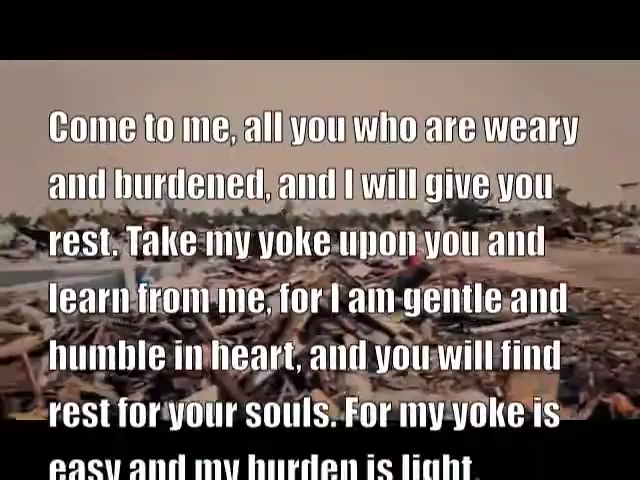 Come to me, all you who are weary
and burdened, and I will give you
rest. Take my yoke upon you and
learn from me, for I am gentle and
humble in heart, and you will find
rest for your souls. For my yoke is
easy and my burden is light.